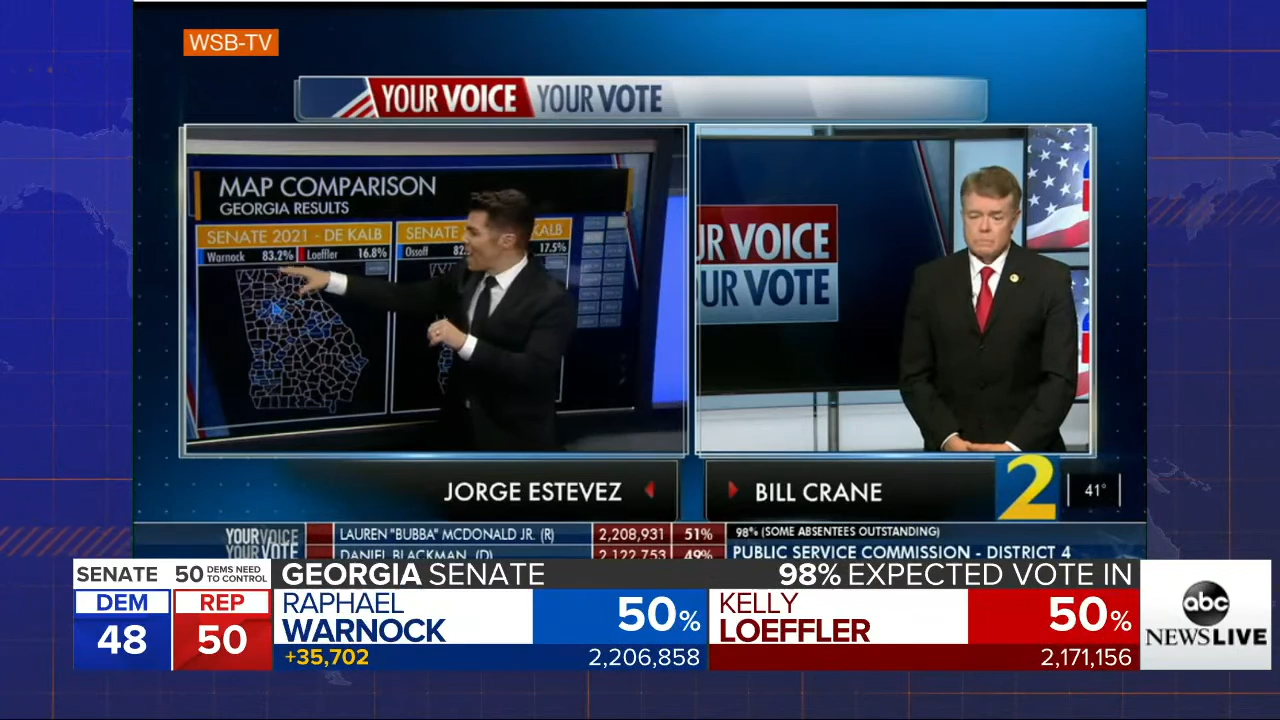 WSB-TV
YOUR VOICE YOUR VOTE
MAP COMPARISON
GEORGIA RESULTS
SENATE 2021 - DE KALB
Warnock 83.2% Loeffler 16.8%
SENATE KALB
Ossoff 82. 17.5%
VOICE
VOTE
JORGE ESTEVEZ
BILL CRANE
2
41°
YOUR VOICE
YOUR VOTE
LAUREN "BUBBA" MCDONALD JR. (R) 2,208,931 51%
DANIEL BLACKMAN (D) 2,122,753 49%
98% (SOME ABSENTEES OUTSTANDING)
PUBLIC SERVICE COMMISSION - DISTRICT 4
SENATE 50 DEMS NEED TO CONTROL
DEM REP
48 50
GEORGIA SENATE 98% EXPECTED VOTE IN
RAPHAEL
WARNOCK 50%
+35,702 2,206,858
KELLY
LOEFFLER 50%
2,171,156
abc
NEWS LIVE